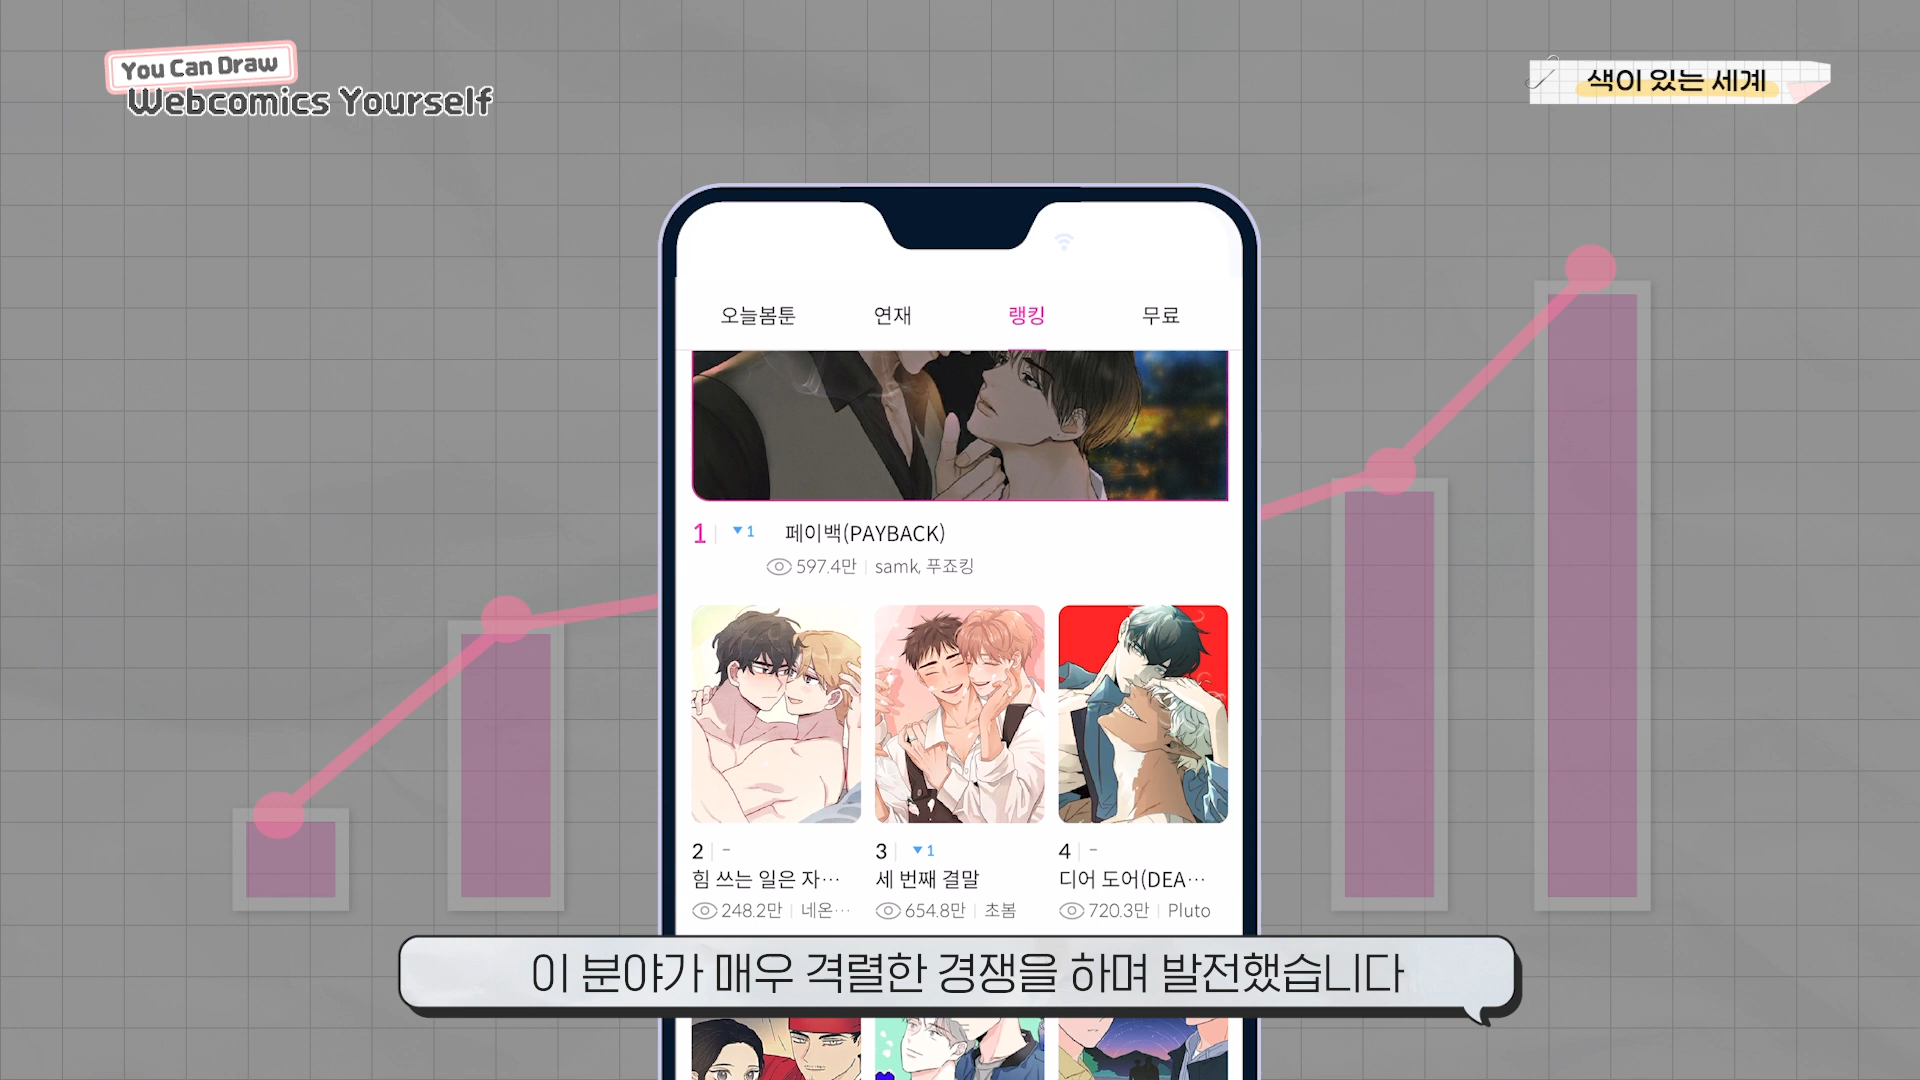 You Can Draw
Webcomics Yourself
색이 있는 세계
오늘봄툰 연재 랭킹 무료
1 ▼1 페이백(PAYBACK)
597.4만 | samk, 푸죠킹
2 - 3 ▼1 4 -
힘 쓰는 일은 자… 세 번째 결말 디어 도어(DEA…
248.2만 | 네온… 654.8만 | 초봄 720.3만 | Pluto
이 분야가 매우 격렬한 경쟁을 하며 발전했습니다